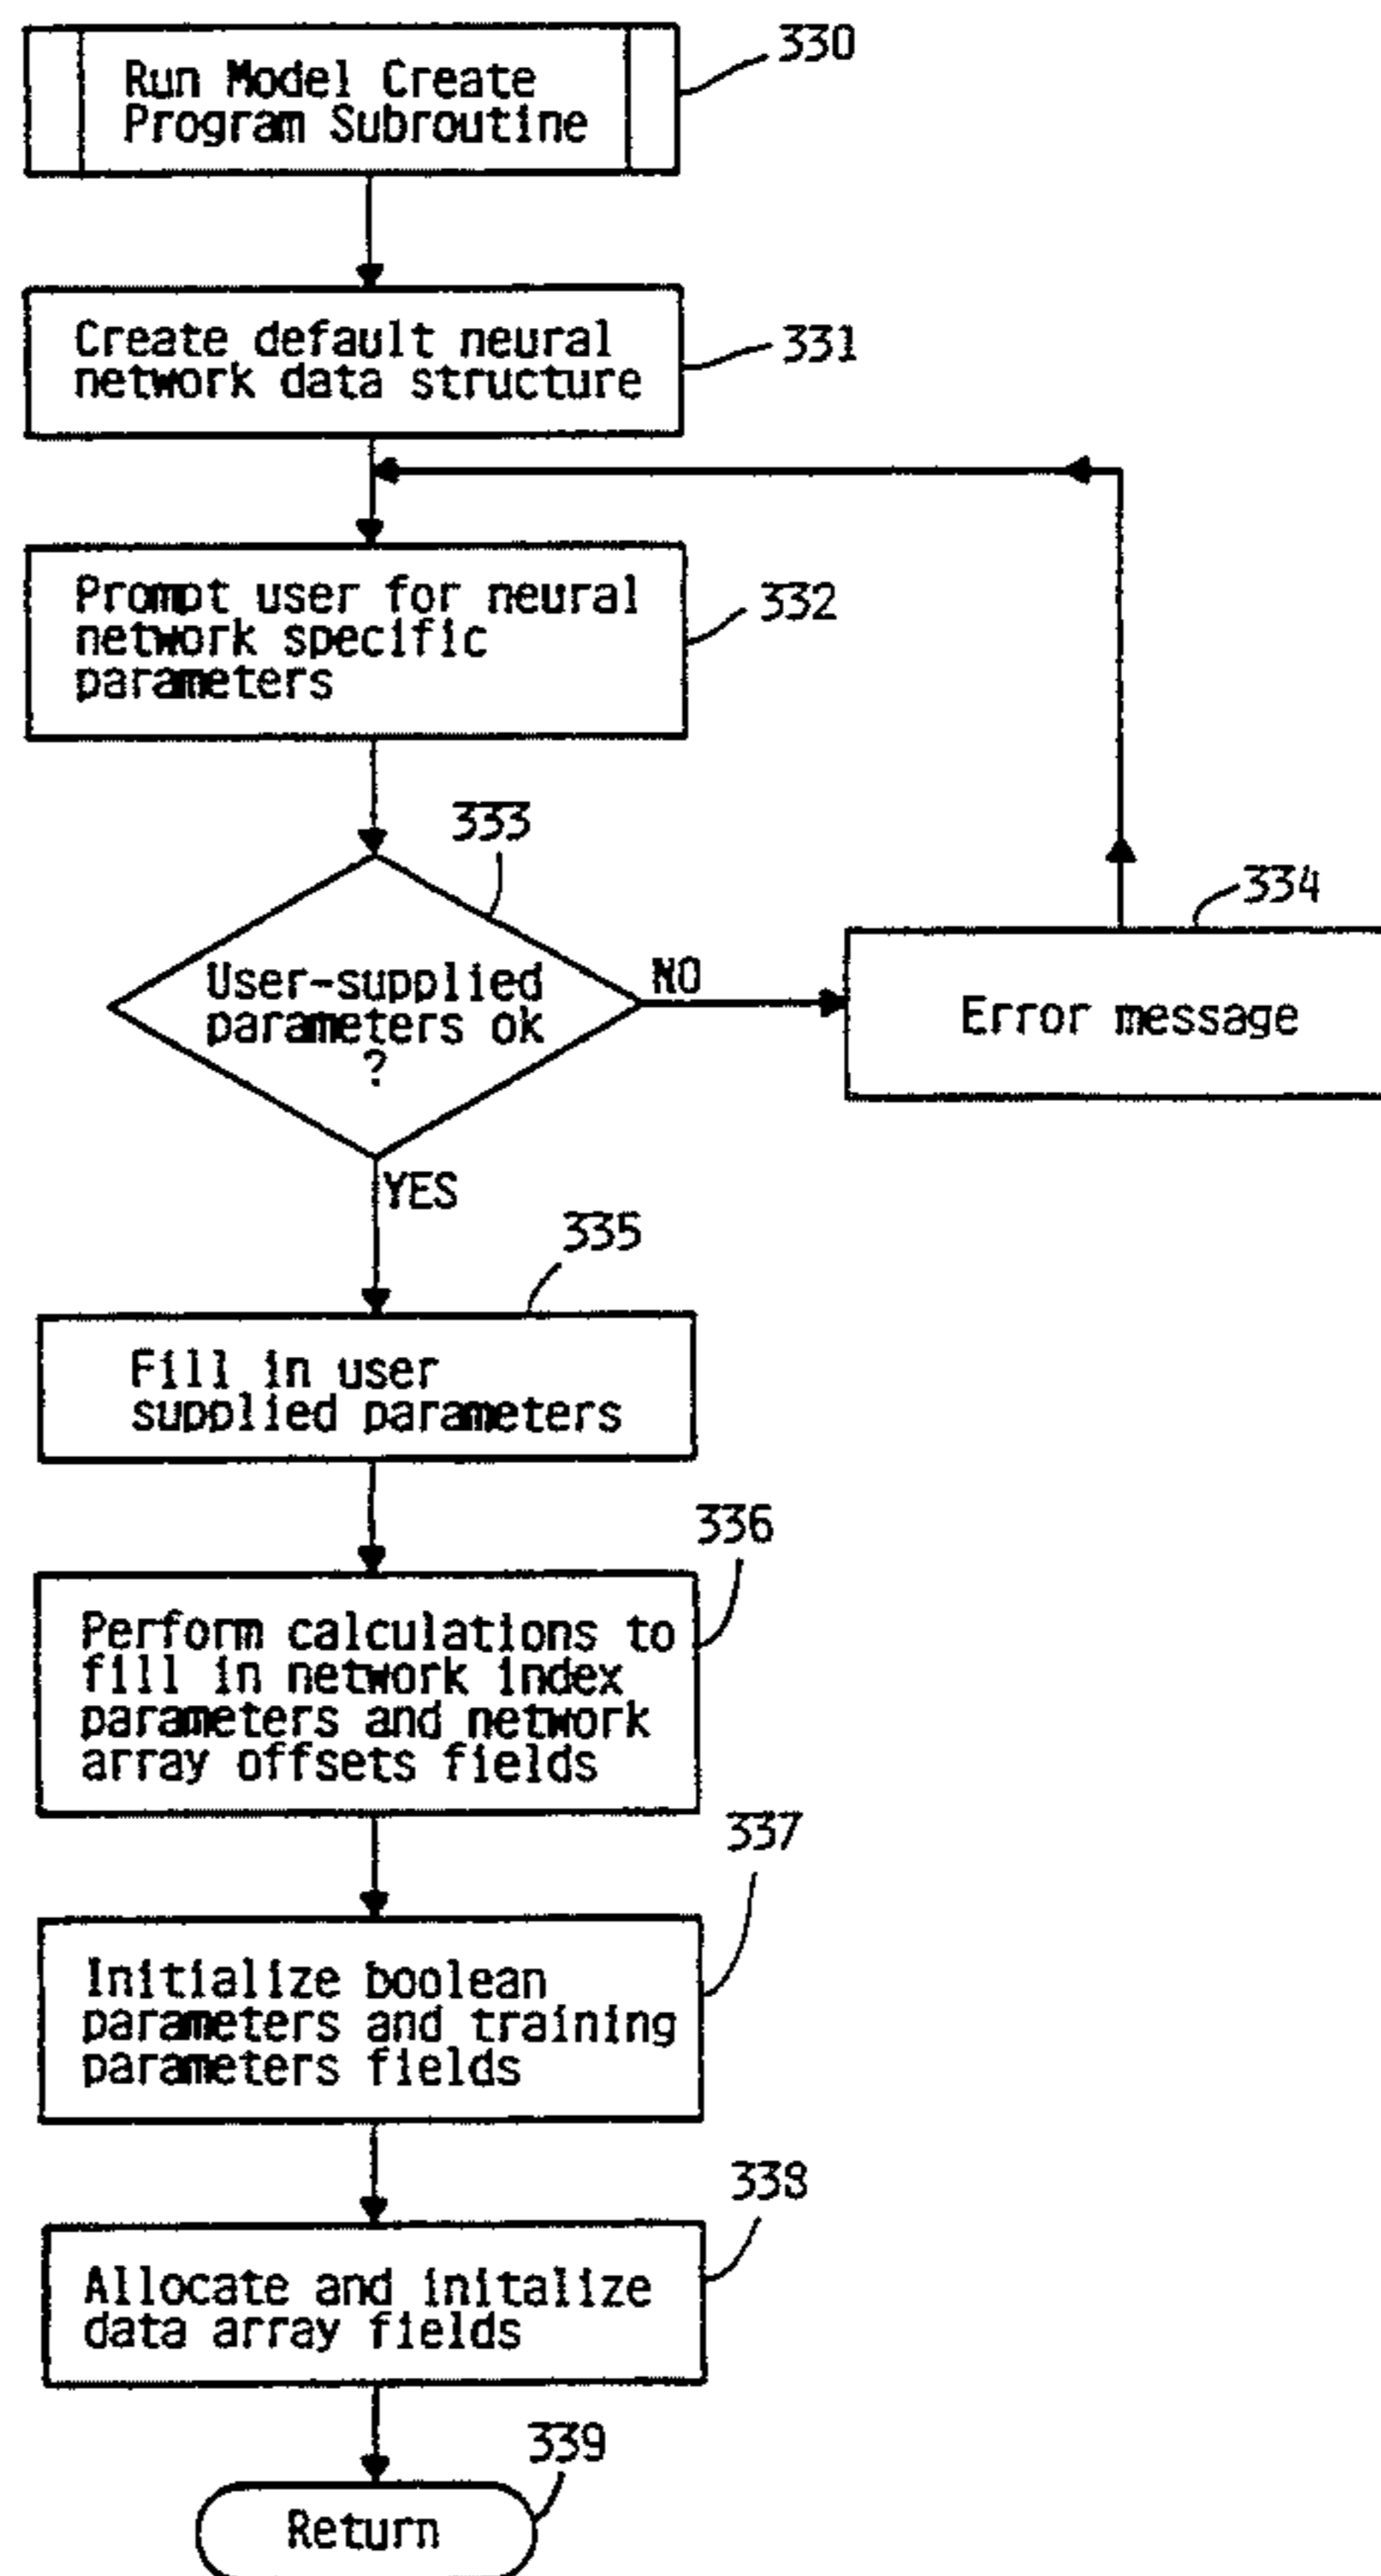 330
Run Model Create
Program Subroutine
331
Create default neural
network data structure
332
Prompt user for neural
network specific
parameters
333
User-supplied
parameters ok
?
NO
334
Error message
YES
335
Fill in user
supplied parameters
336
Perform calculations to
fill in network index
parameters and network
array offsets fields
337
Initialize boolean
parameters and training
parameters fields
338
Allocate and initalize
data array fields
339
Return